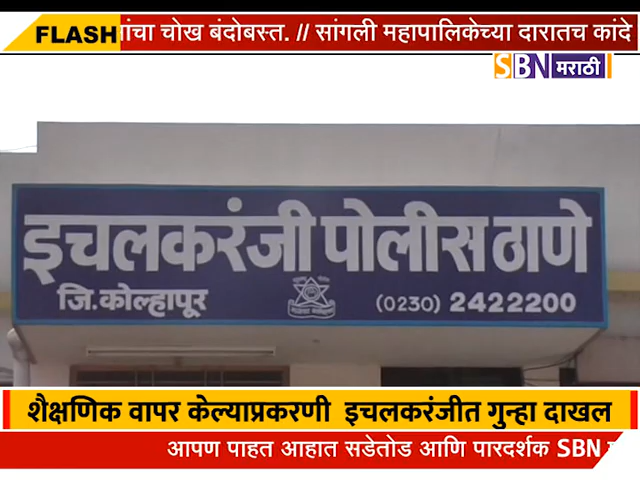 FLASH ांचा चोख बंदोबस्त. // सांगली महापालिकेच्या दारातच कांदे
SBN मराठी
इचलकरंजी पोलीस ठाणे
जि.कोल्हापूर (0230) 2422200
शैक्षणिक वापर केल्याप्रकरणी इचलकरंजीत गुन्हा दाखल
आपण पाहत आहात सडेतोड आणि पारदर्शक SBN